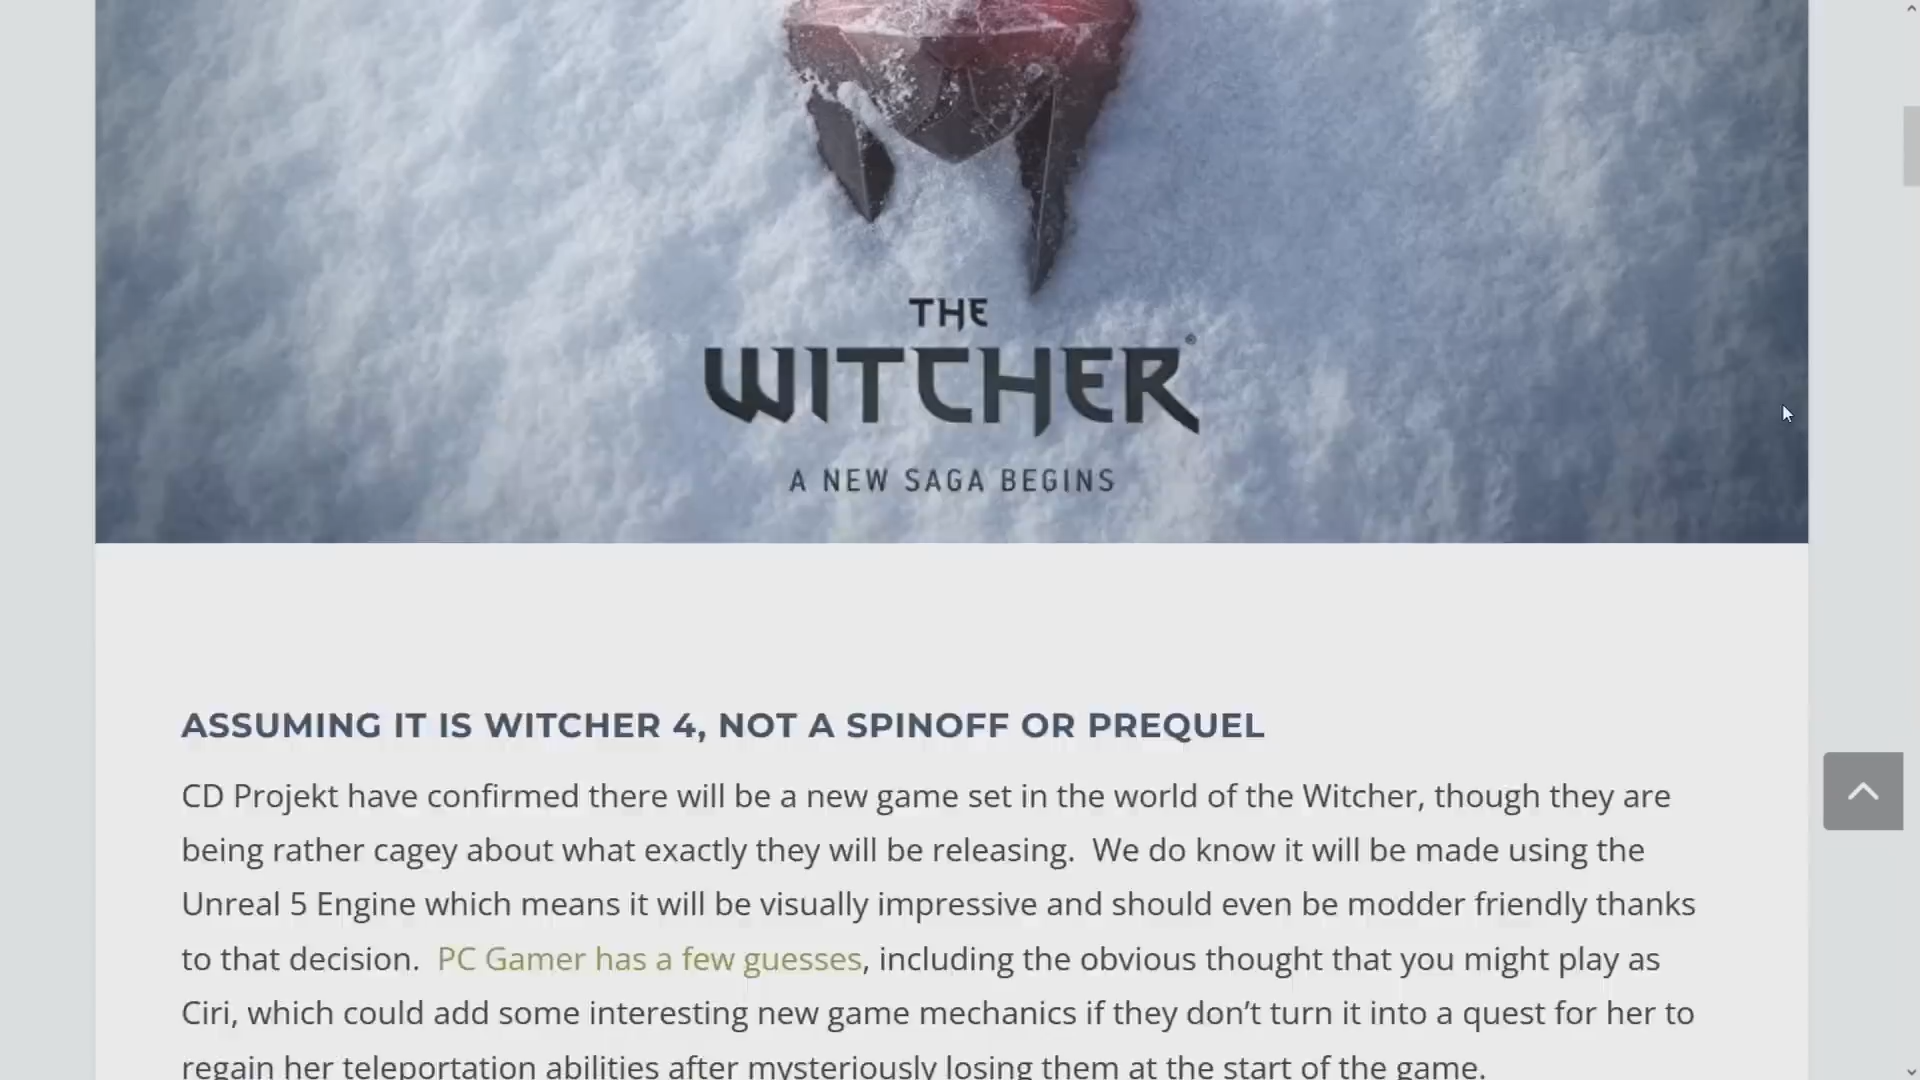 THE
WITCHER®
A NEW SAGA BEGINS
ASSUMING IT IS WITCHER 4, NOT A SPINOFF OR PREQUEL
CD Projekt have confirmed there will be a new game set in the world of the Witcher, though they are
being rather cagey about what exactly they will be releasing.  We do know it will be made using the
Unreal 5 Engine which means it will be visually impressive and should even be modder friendly thanks
to that decision.  PC Gamer has a few guesses, including the obvious thought that you might play as
Ciri, which could add some interesting new game mechanics if they don’t turn it into a quest for her to
regain her teleportation abilities after mysteriously losing them at the start of the game.